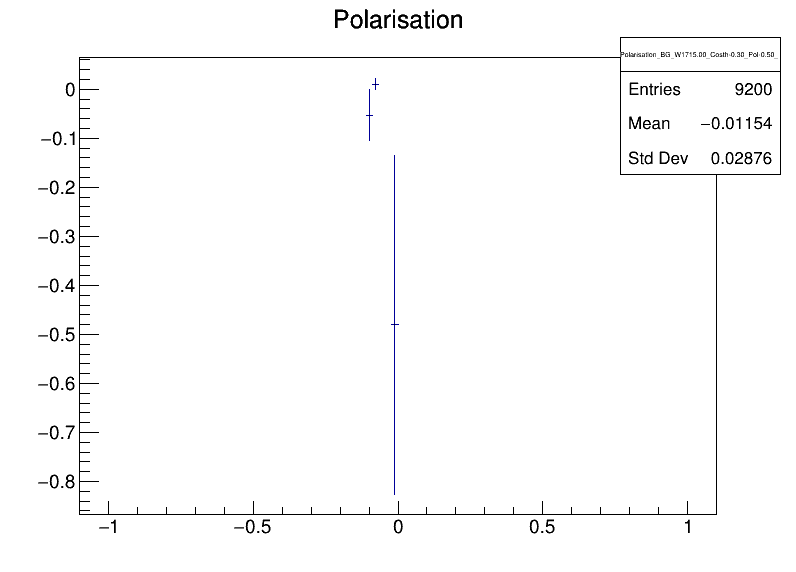 Polarisation
Polarisation_BG_W1715.00_Costh-0.30_Pol-0.50_
Entries 9200
Mean −0.01154
Std Dev 0.02876
0
−0.1
−0.2
−0.3
−0.4
−0.5
−0.6
−0.7
−0.8
−1 −0.5 0 0.5 1